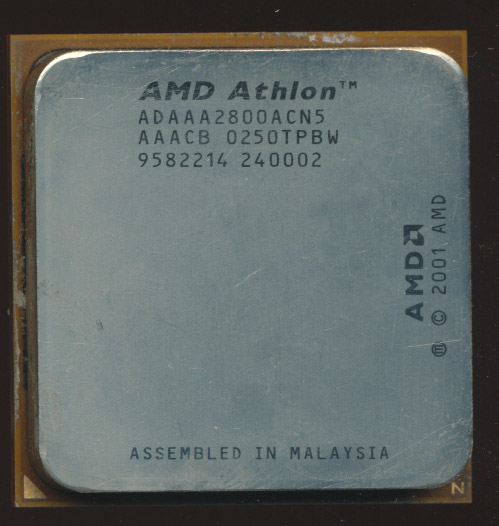 AMD Athlon™
ADAAA2800ACN5
AAACB 0250TPBW
9582214 240002
AMD
Ⓜ © 2001 AMD
ASSEMBLED IN MALAYSIA
N